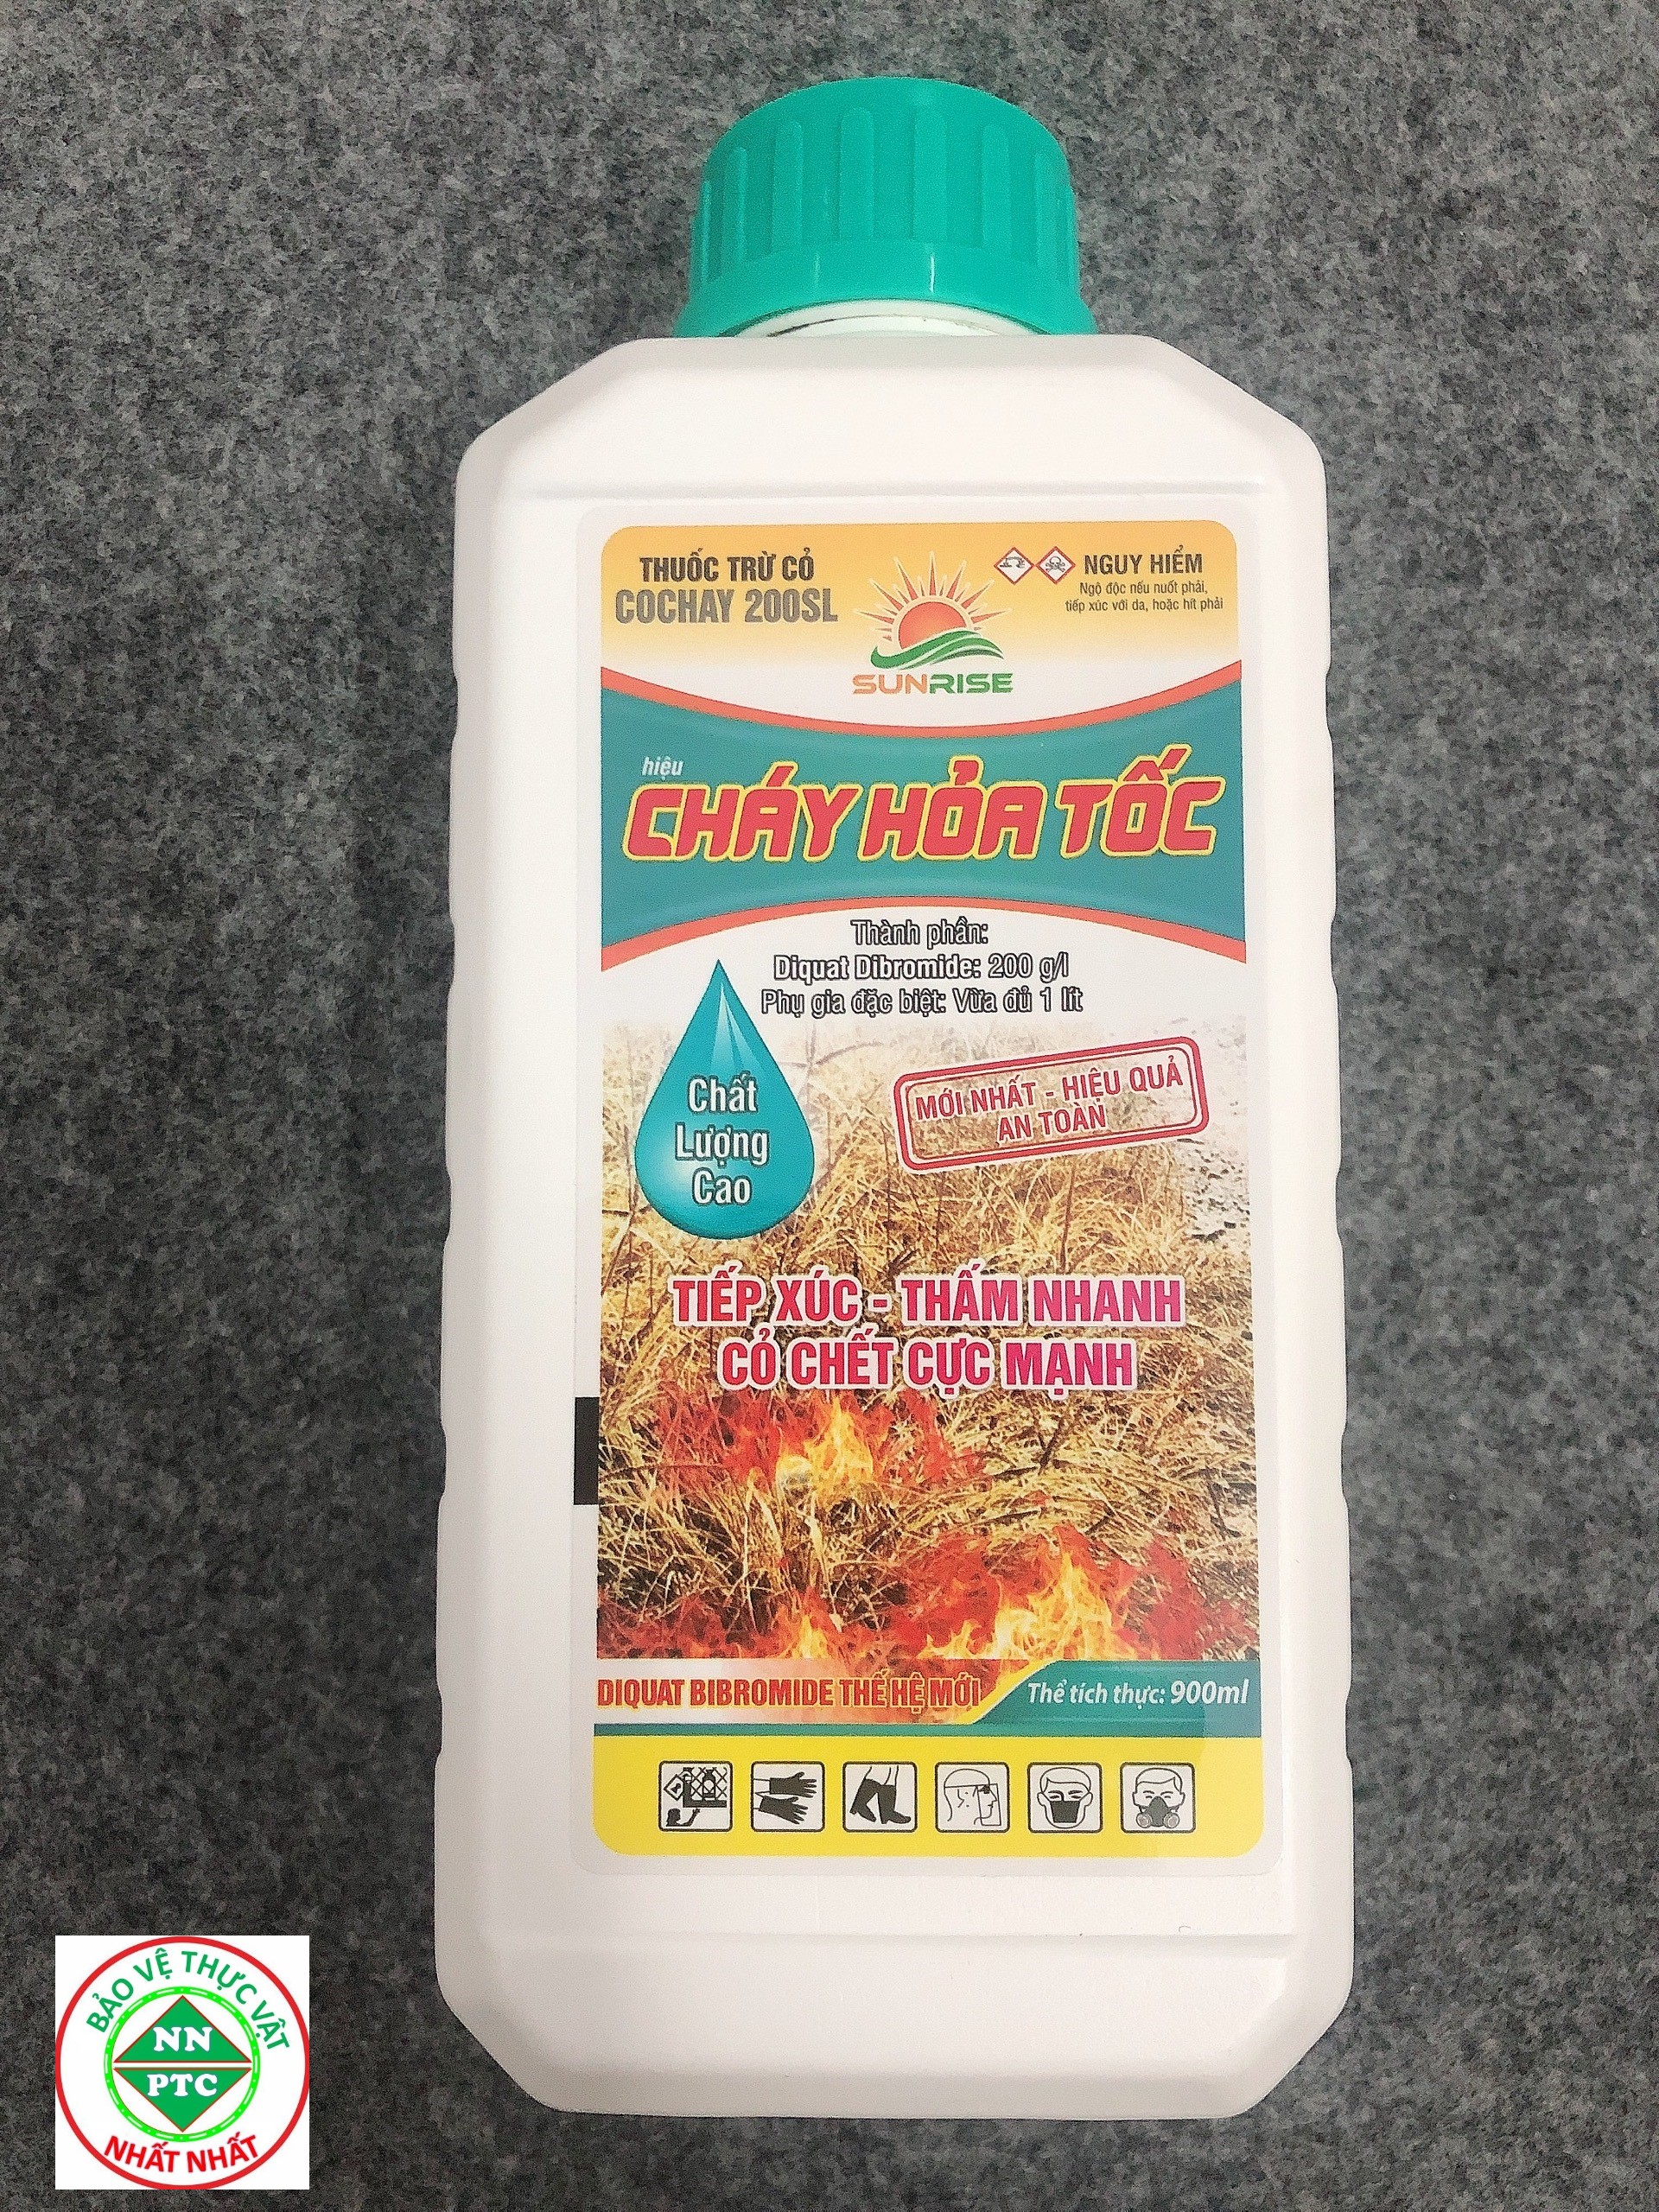 THUỐC TRỪ CỎ
COCHAY 200SL
SUNRISE
NGUY HIỂM
Ngộ độc nếu nuốt phải,
tiếp xúc với da, hoặc hít phải
hiệu
CHÁY HỎA TỐC
Thành phần:
Diquat Dibromide: 200 g/l
Phụ gia đặc biệt: Vừa đủ 1 lít
Chất
Lượng
Cao
MỚI NHẤT - HIỆU QUẢ
AN TOÀN
TIẾP XÚC - THẤM NHANH
CỎ CHẾT CỰC MẠNH
DIQUAT BIBROMIDE THẾ HỆ MỚI
Thể tích thực: 900ml
BẢO VỆ THỰC VẬT
NN
PTC
NHẤT NHẤT